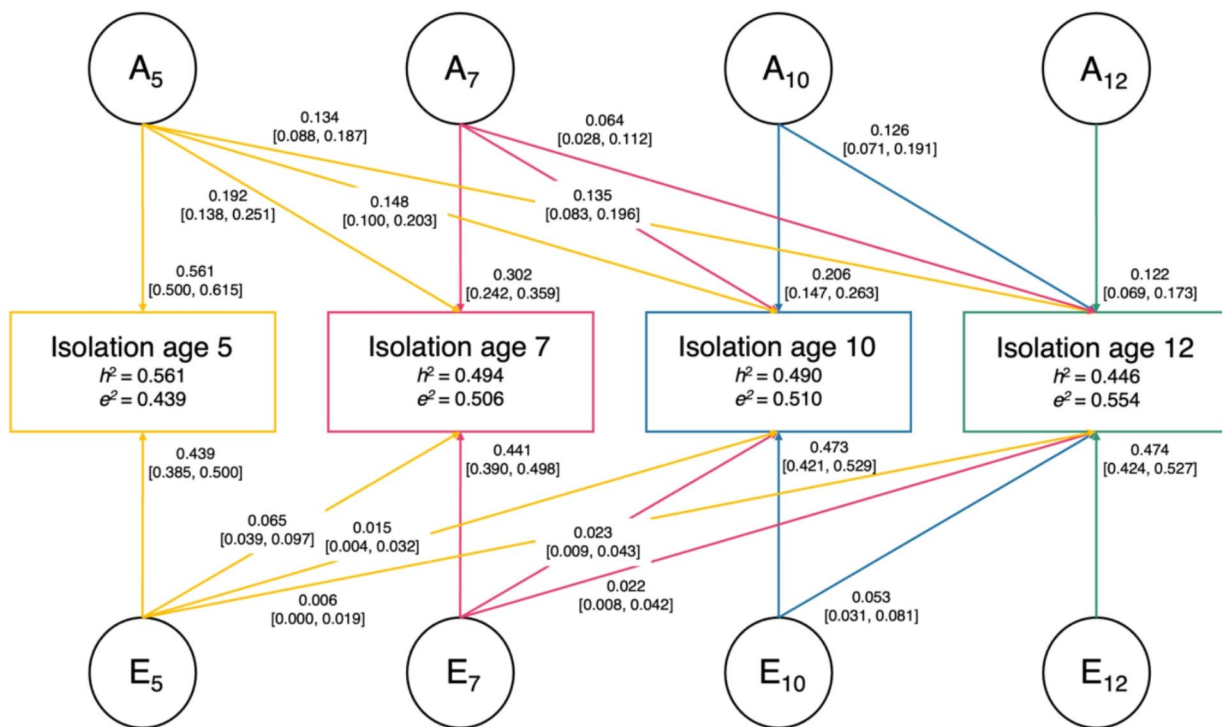 A5
A7
A10
A12
0.134
[0.088, 0.187]
0.064
[0.028, 0.112]
0.126
[0.071, 0.191]
0.192
[0.138, 0.251]
0.148
[0.100, 0.203]
0.135
[0.083, 0.196]
0.561
[0.500, 0.615]
0.302
[0.242, 0.359]
0.206
[0.147, 0.263]
0.122
[0.069, 0.173]
Isolation age 5
h² = 0.561
e² = 0.439
Isolation age 7
h² = 0.494
e² = 0.506
Isolation age 10
h² = 0.490
e² = 0.510
Isolation age 12
h² = 0.446
e² = 0.554
0.439
[0.385, 0.500]
0.441
[0.390, 0.498]
0.473
[0.421, 0.529]
0.474
[0.424, 0.527]
0.065
[0.039, 0.097]
0.015
[0.004, 0.032]
0.023
[0.009, 0.043]
0.006
[0.000, 0.019]
0.022
[0.008, 0.042]
0.053
[0.031, 0.081]
E5
E7
E10
E12